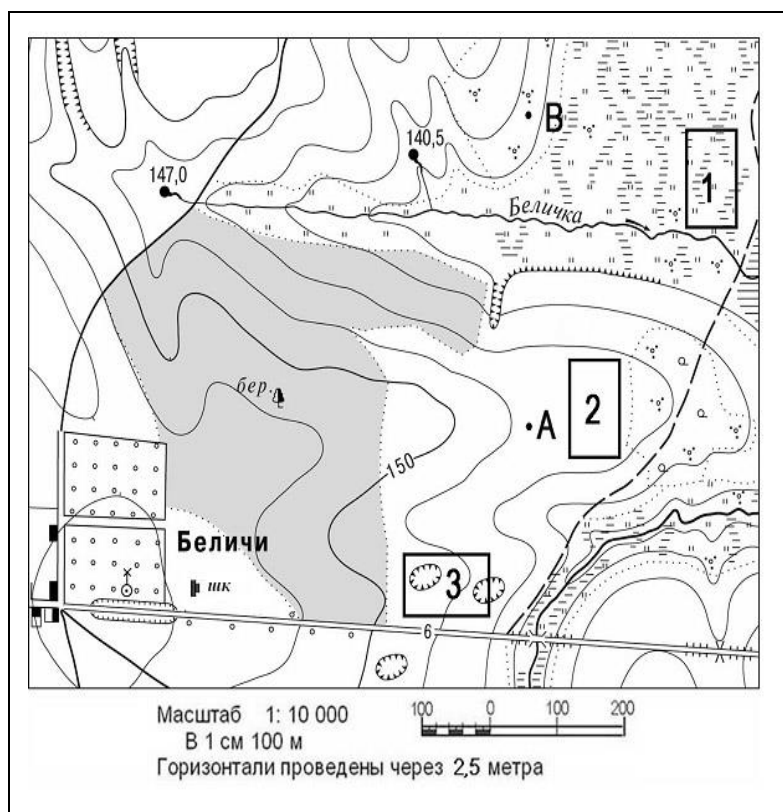 В
140,5
147,0
1
Беличка
бер.
2
А
150
Беличи
3
шк
6
Масштаб 1: 10 000
В 1 см 100 м
100 0 100 200
Горизонтали проведены через 2,5 метра